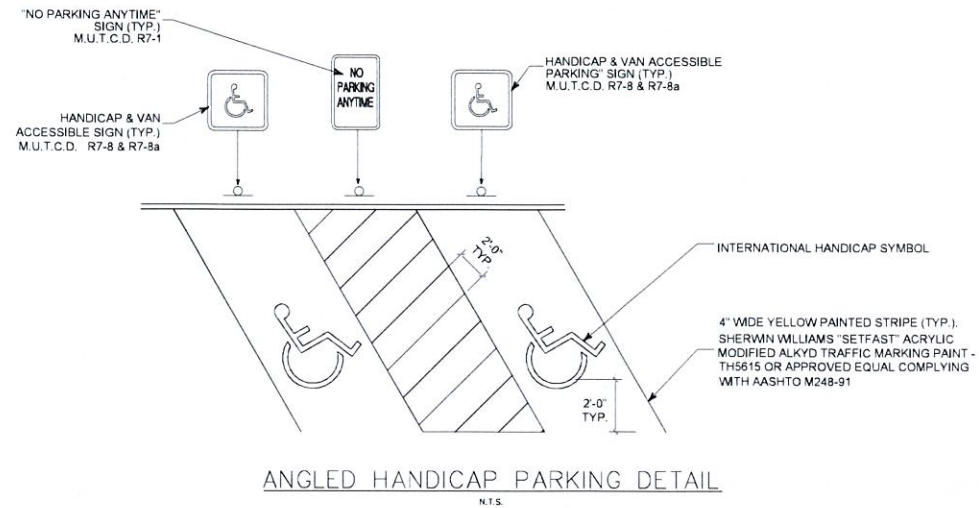 "NO PARKING ANYTIME"
SIGN (TYP.)
M.U.T.C.D. R7-1
NO
PARKING
ANYTIME
HANDICAP & VAN ACCESSIBLE
PARKING" SIGN (TYP.)
M.U.T.C.D. R7-8 & R7-8a
HANDICAP & VAN
ACCESSIBLE SIGN (TYP.)
M.U.T.C.D. R7-8 & R7-8a
2'-0"
TYP
INTERNATIONAL HANDICAP SYMBOL
4" WIDE YELLOW PAINTED STRIPE (TYP.).
SHERWIN WILLIAMS "SETFAST" ACRYLIC
MODIFIED ALKYD TRAFFIC MARKING PAINT -
TH5615 OR APPROVED EQUAL COMPLYING
WITH AASHTO M248-91
2'-0"
TYP.
ANGLED HANDICAP PARKING DETAIL
N.T.S.